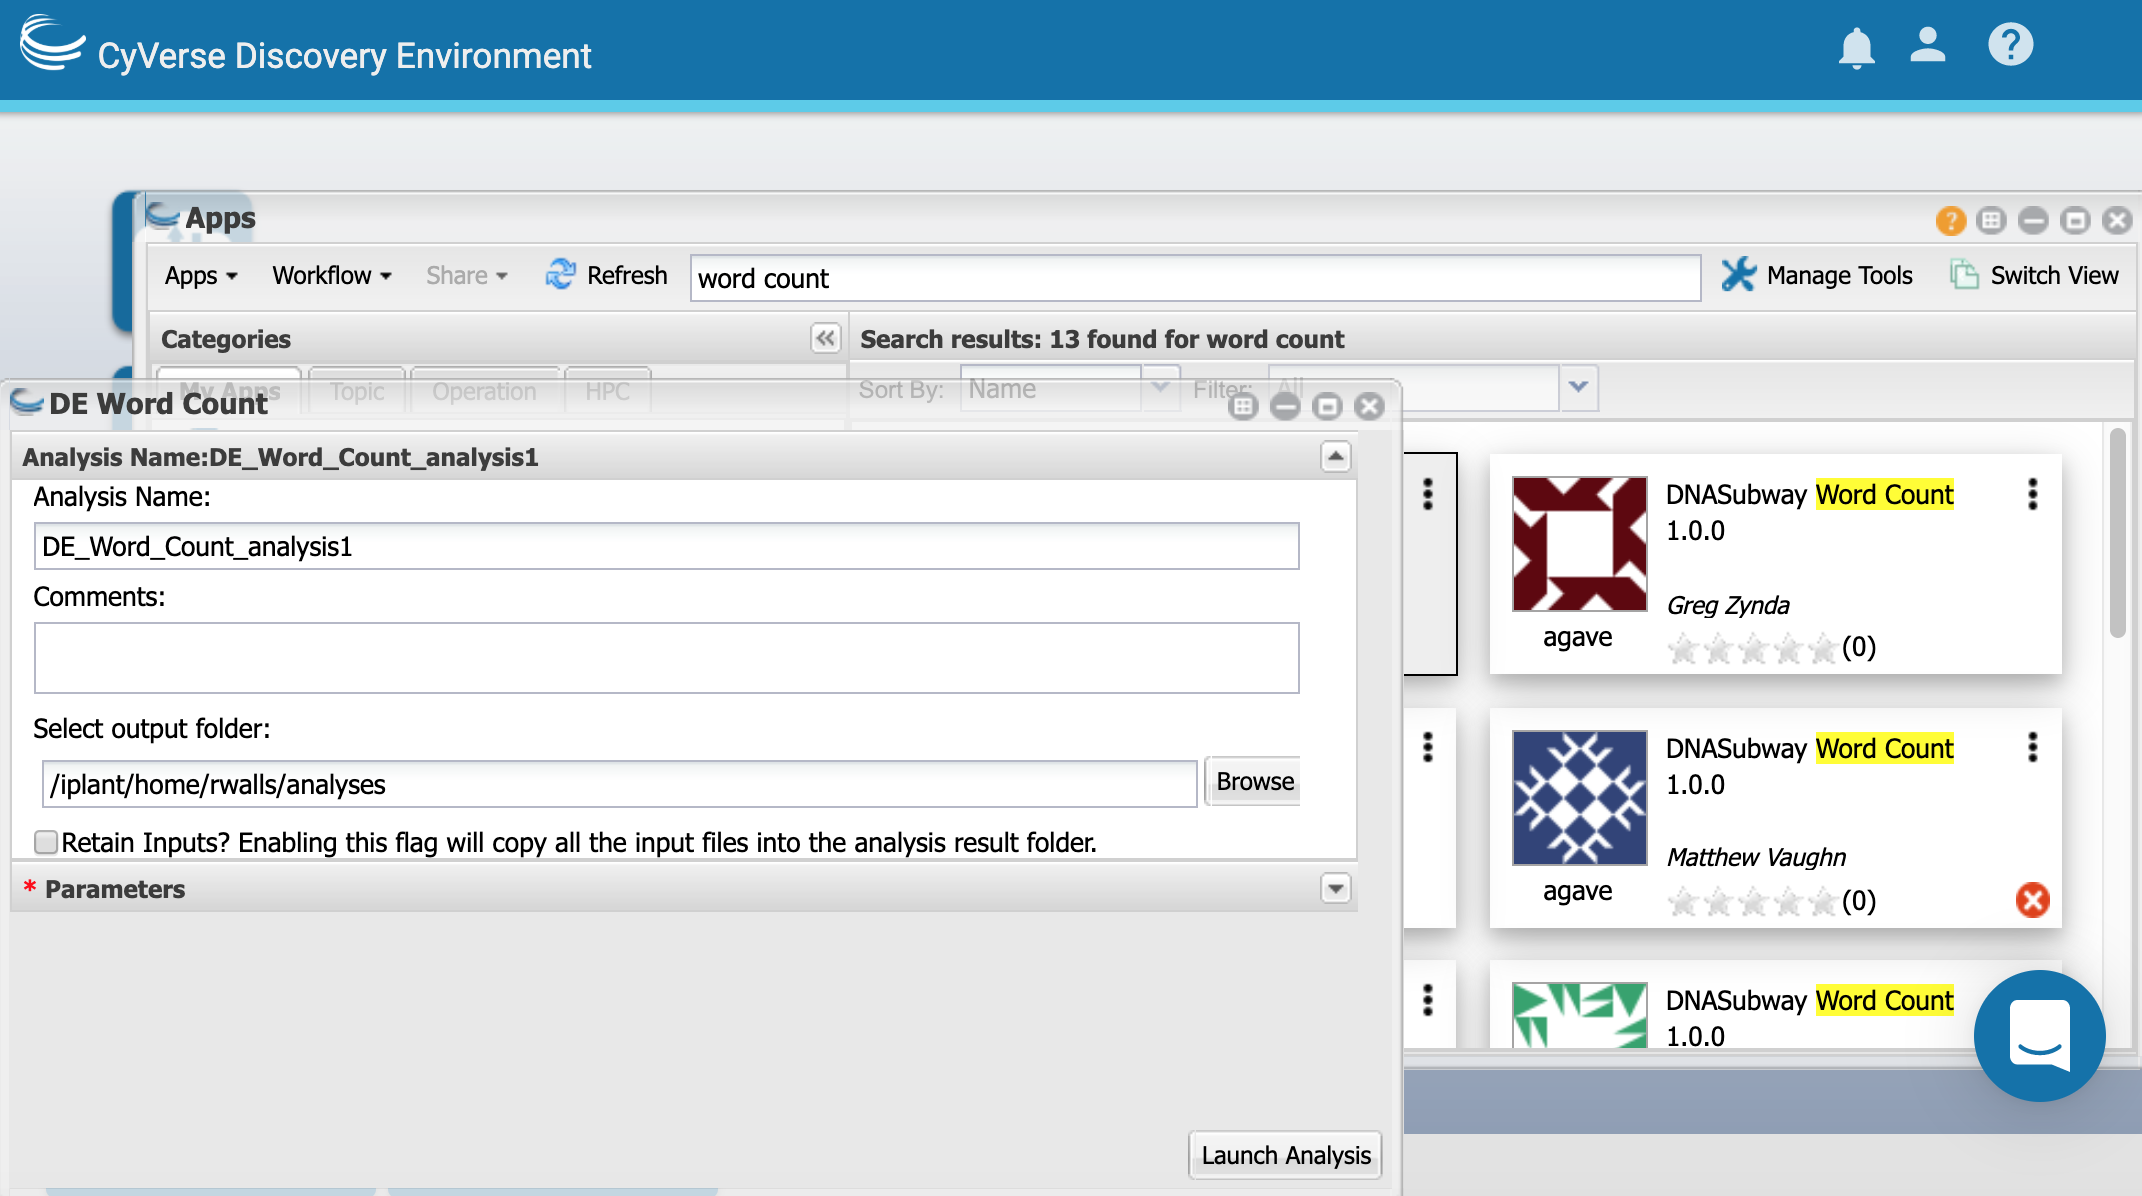 CyVerse Discovery Environment
?
Apps
?
Apps Workflow Share Refresh word count Manage Tools Switch View
Categories
Search results: 13 found for word count
My Apps Topic Operation HPC
Sort By: Name Filter: All
DE Word Count
Analysis Name:DE_Word_Count_analysis1
Analysis Name:
DE_Word_Count_analysis1
Comments:
Select output folder:
/iplant/home/rwalls/analyses Browse
Retain Inputs? Enabling this flag will copy all the input files into the analysis result folder.
* Parameters
Launch Analysis
DNASubway Word Count
1.0.0
Greg Zynda
agave
(0)
DNASubway Word Count
1.0.0
Matthew Vaughn
agave
(0)
DNASubway Word Count
1.0.0